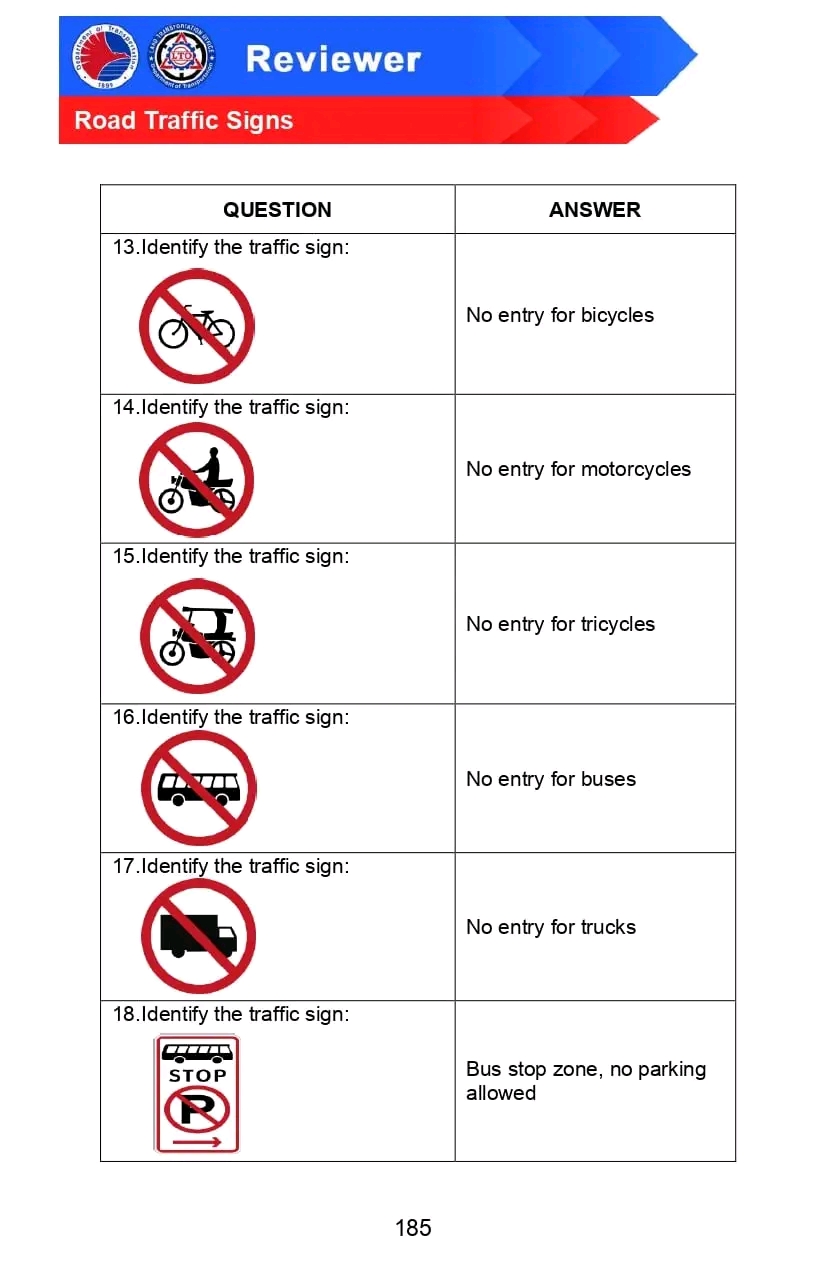 Department of Transportation
1899
LAND TRANSPORTATION OFFICE
LTO
Department of Transportation
Reviewer
Road Traffic Signs
QUESTION
ANSWER
13.Identify the traffic sign:
No entry for bicycles
14.Identify the traffic sign:
No entry for motorcycles
15.Identify the traffic sign:
No entry for tricycles
16.Identify the traffic sign:
No entry for buses
17.Identify the traffic sign:
No entry for trucks
18.Identify the traffic sign:
STOP
P
Bus stop zone, no parking
allowed
185